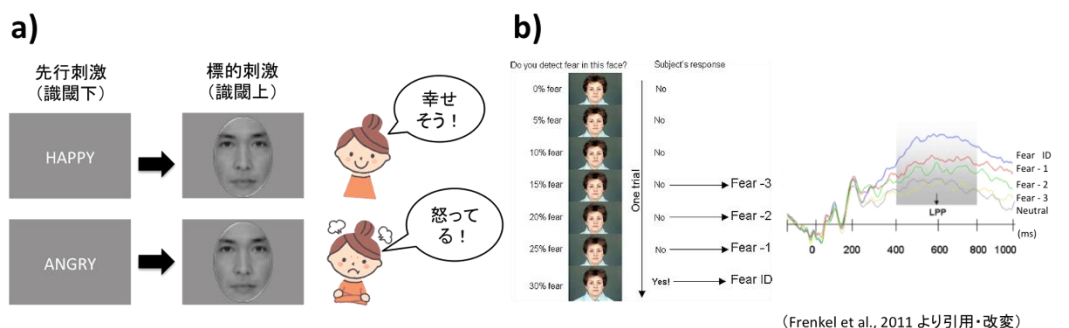 a)
先行刺激
（識閾下）
標的刺激
（識閾上）
HAPPY
幸せ
そう！
ANGRY
怒って
る！
b)
Do you detect fear in this face?
Subject's response
0% fear
No
5% fear
No
10% fear
No
15% fear
No
Fear -3
20% fear
No
Fear -2
25% fear
No
Fear -1
30% fear
Yes!
Fear ID
One trial
Fear ID
Fear - 1
Fear - 2
Fear - 3
Neutral
LPP
(ms)
0 200 400 600 800 1000
（Frenkel et al., 2011 より引用・改変）